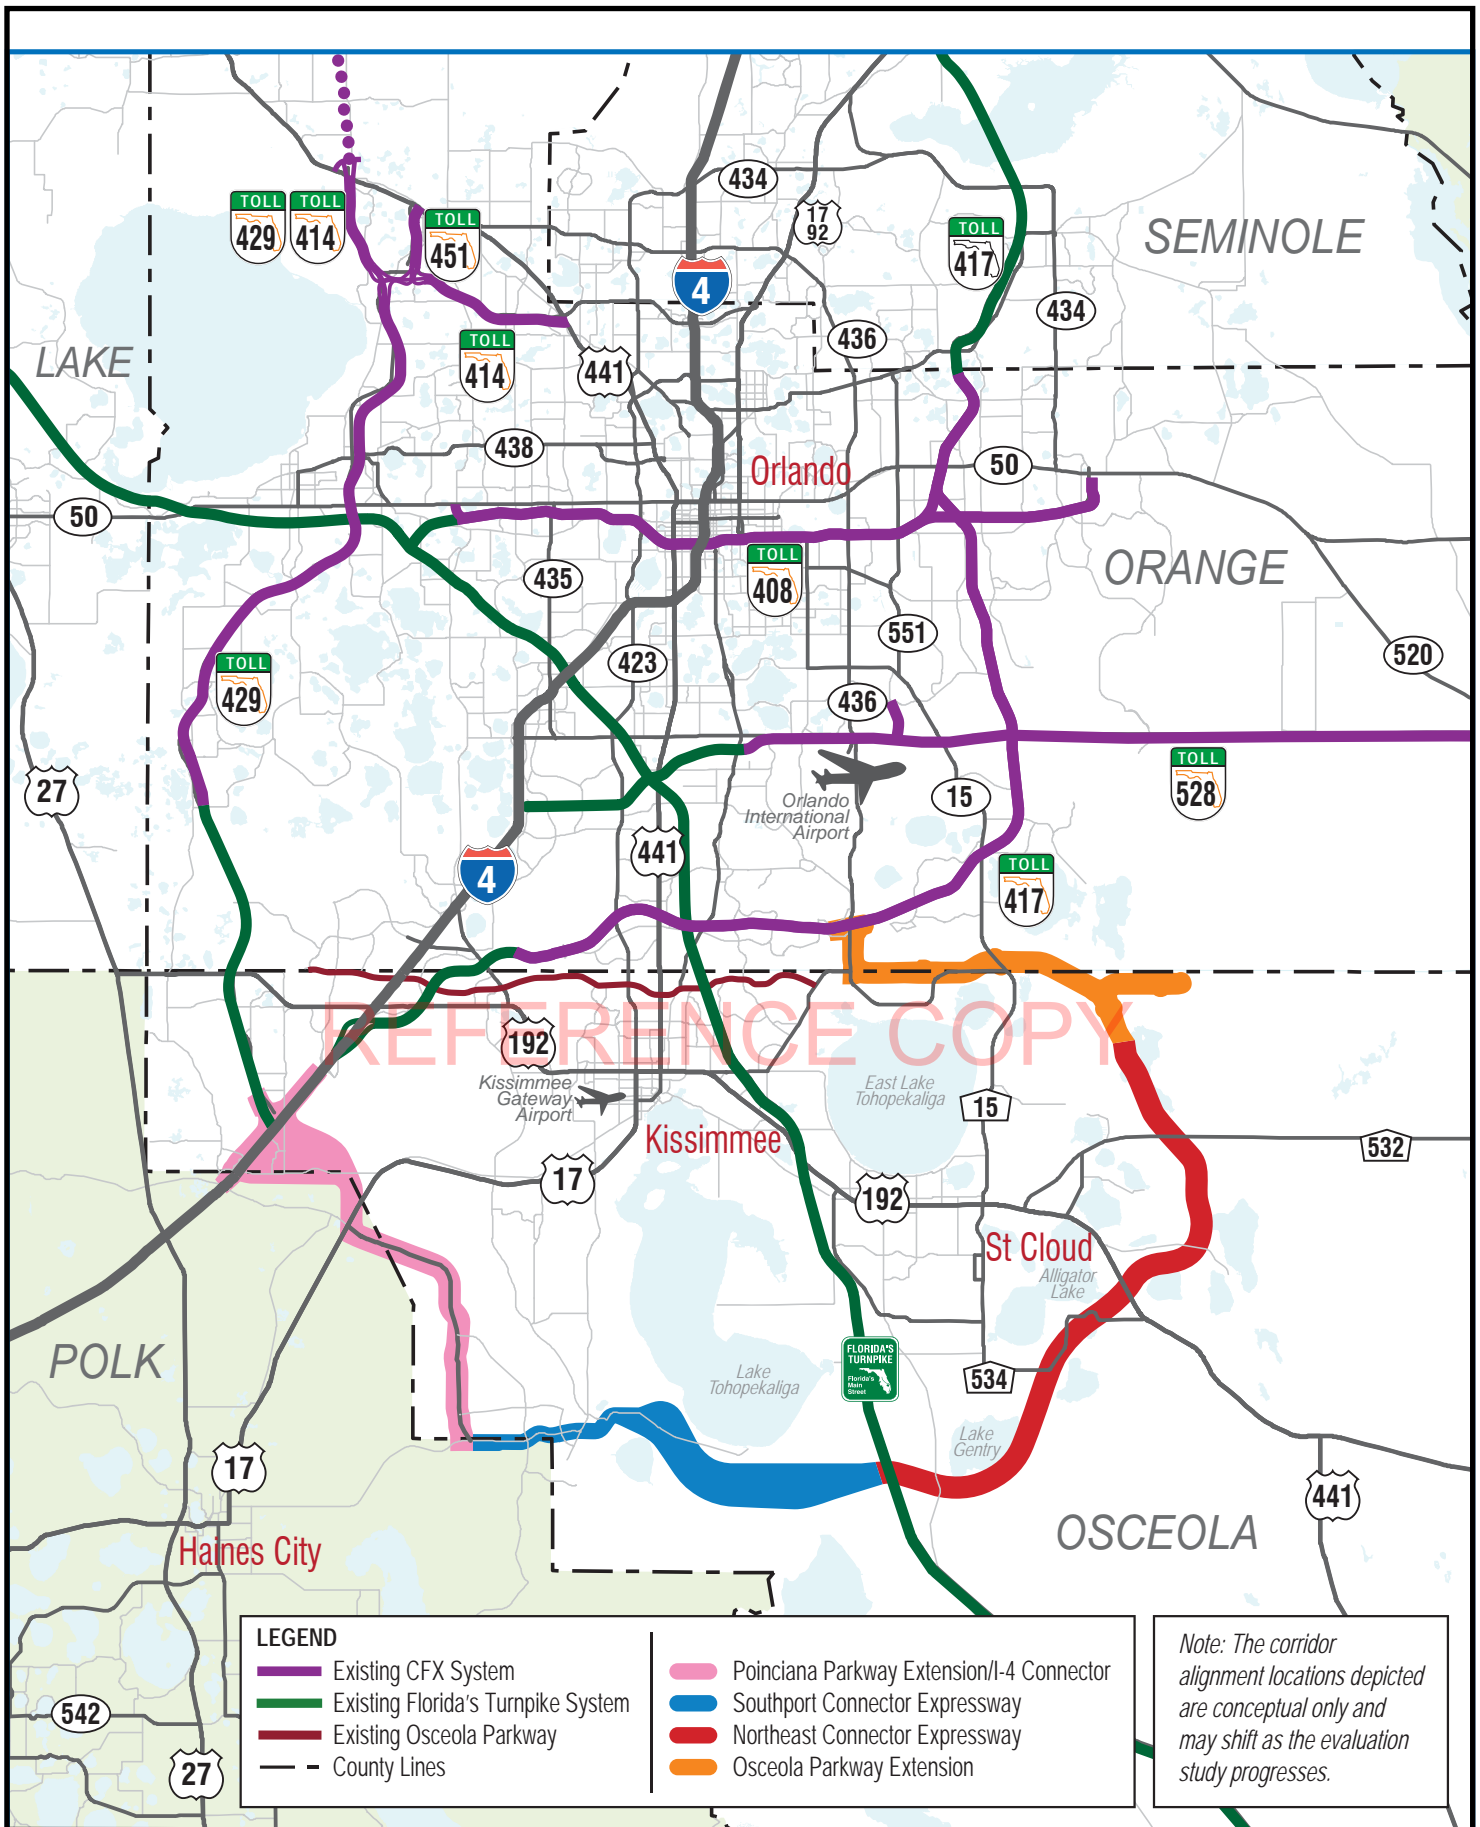 TOLL
429
TOLL
414
TOLL
451
434
17
92
TOLL
417
SEMINOLE
4
434
436
LAKE
TOLL
414
441
438
Orlando
50
50
ORANGE
435
TOLL
408
551
520
423
TOLL
429
436
27
TOLL
528
Orlando
International
Airport
15
441
4
TOLL
417
REFERENCE COPY
192
Kissimmee
Gateway
Airport
East Lake
Tohopekaliga
15
Kissimmee
532
17
192
St Cloud
Alligator
Lake
POLK
FLORIDA'S
TURNPIKE
Florida's
Main
Street
Lake
Tohopekaliga
534
Lake
Gentry
17
441
OSCEOLA
Haines City
542
27
LEGEND
Existing CFX System
Existing Florida's Turnpike System
Existing Osceola Parkway
County Lines
Poinciana Parkway Extension/I-4 Connector
Southport Connector Expressway
Northeast Connector Expressway
Osceola Parkway Extension
Note: The corridor
alignment locations depicted
are conceptual only and
may shift as the evaluation
study progresses.